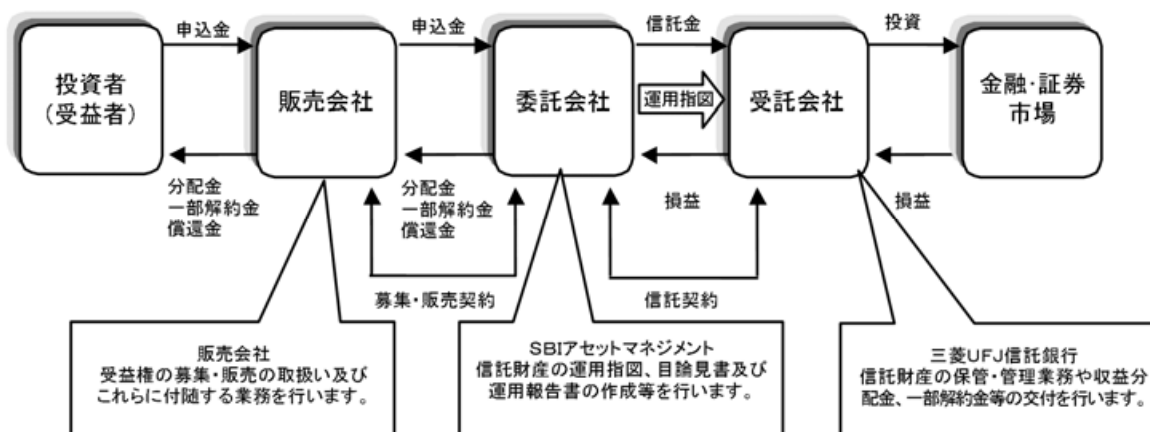 申込金
申込金
信託金
投資
投資者
(受益者)
販売会社
委託会社
運用指図
受託会社
金融・証券
市場
分配金
一部解約金
償還金
分配金
一部解約金
償還金
損益
損益
募集・販売契約
信託契約
販売会社
受益権の募集・販売の取扱い及び
これらに付随する業務を行います。
SBIアセットマネジメント
信託財産の運用指図、目論見書及び
運用報告書の作成等を行います。
三菱UFJ信託銀行
信託財産の保管・管理業務や収益分
配金、一部解約金等の交付を行います。